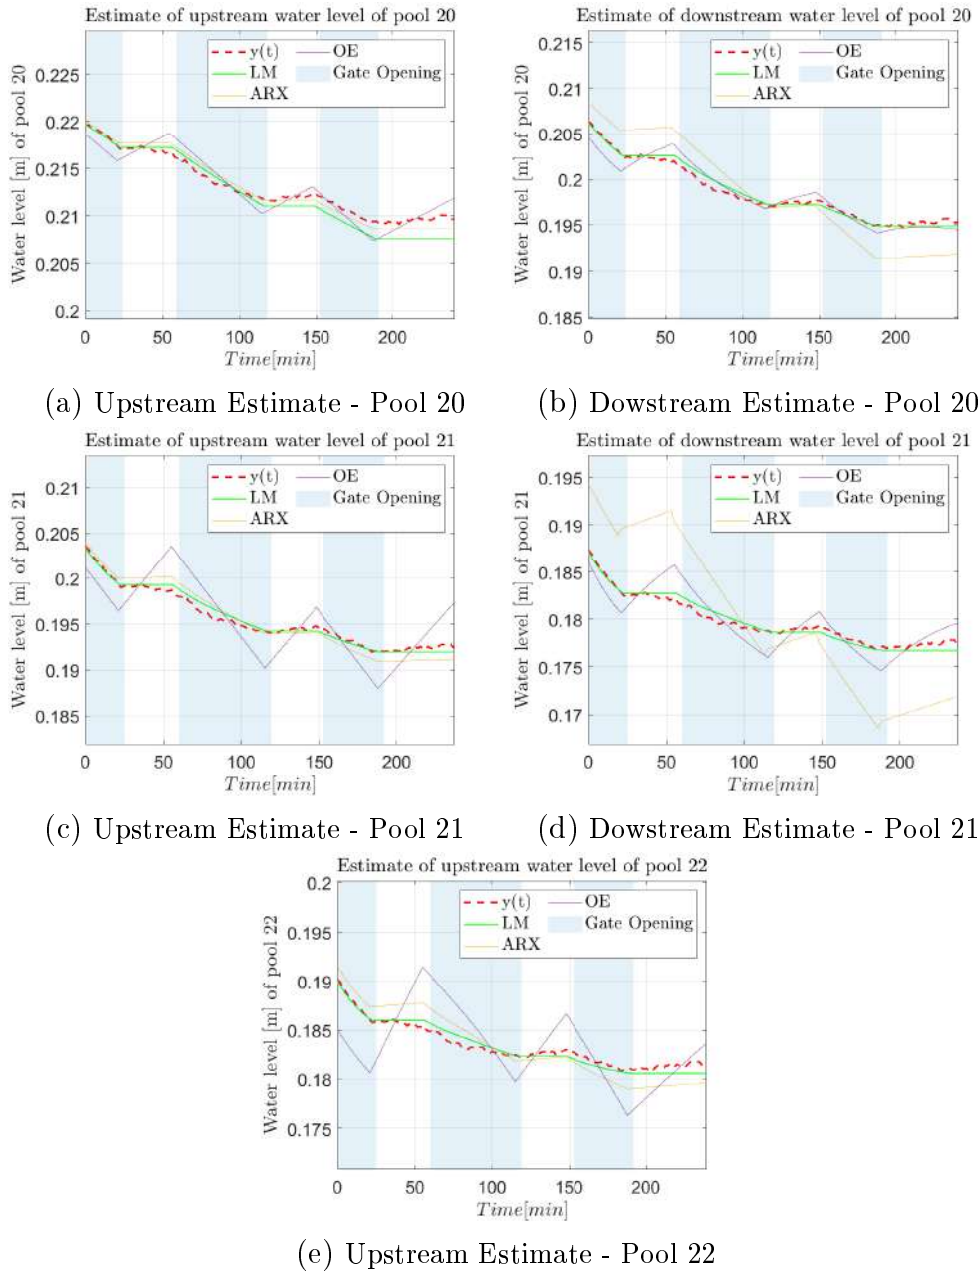 Estimate of upstream water level of pool 20
Water level [m] of pool 20
0.225
0.22
0.215
0.21
0.205
0.2
y(t)
LM
ARX
OE
Gate Opening
0 50 100 150 200
Time[min]
(a) Upstream Estimate - Pool 20
Estimate of downstream water level of pool 20
Water level [m] of pool 20
0.215
0.21
0.205
0.2
0.195
0.19
0.185
y(t)
LM
ARX
OE
Gate Opening
0 50 100 150 200
Time[min]
(b) Dowstream Estimate - Pool 20
Estimate of upstream water level of pool 21
Water level [m] of pool 21
0.21
0.205
0.2
0.195
0.19
0.185
y(t)
LM
ARX
OE
Gate Opening
0 50 100 150 200
Time[min]
(c) Upstream Estimate - Pool 21
Estimate of downstream water level of pool 21
Water level [m] of pool 21
0.195
0.19
0.185
0.18
0.175
0.17
y(t)
LM
ARX
OE
Gate Opening
0 50 100 150 200
Time[min]
(d) Dowstream Estimate - Pool 21
Estimate of upstream water level of pool 22
Water level [m] of pool 22
0.2
0.195
0.19
0.185
0.18
0.175
y(t)
LM
ARX
OE
Gate Opening
0 50 100 150 200
Time[min]
(e) Upstream Estimate - Pool 22